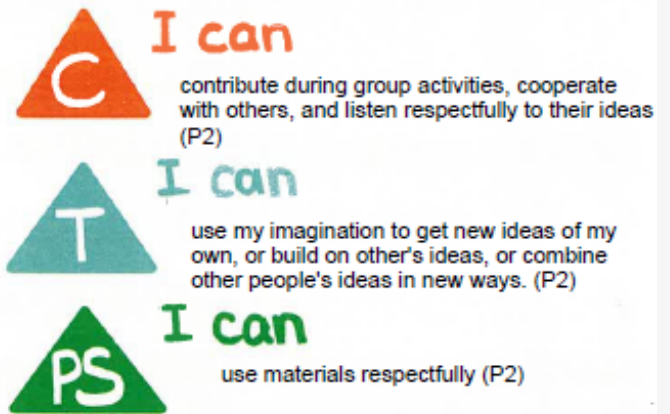 C I can
contribute during group activities, cooperate
with others, and listen respectfully to their ideas
(P2)
I can
T
use my imagination to get new ideas of my
own, or build on other's ideas, or combine
other people's ideas in new ways. (P2)
I can
PS
use materials respectfully (P2)